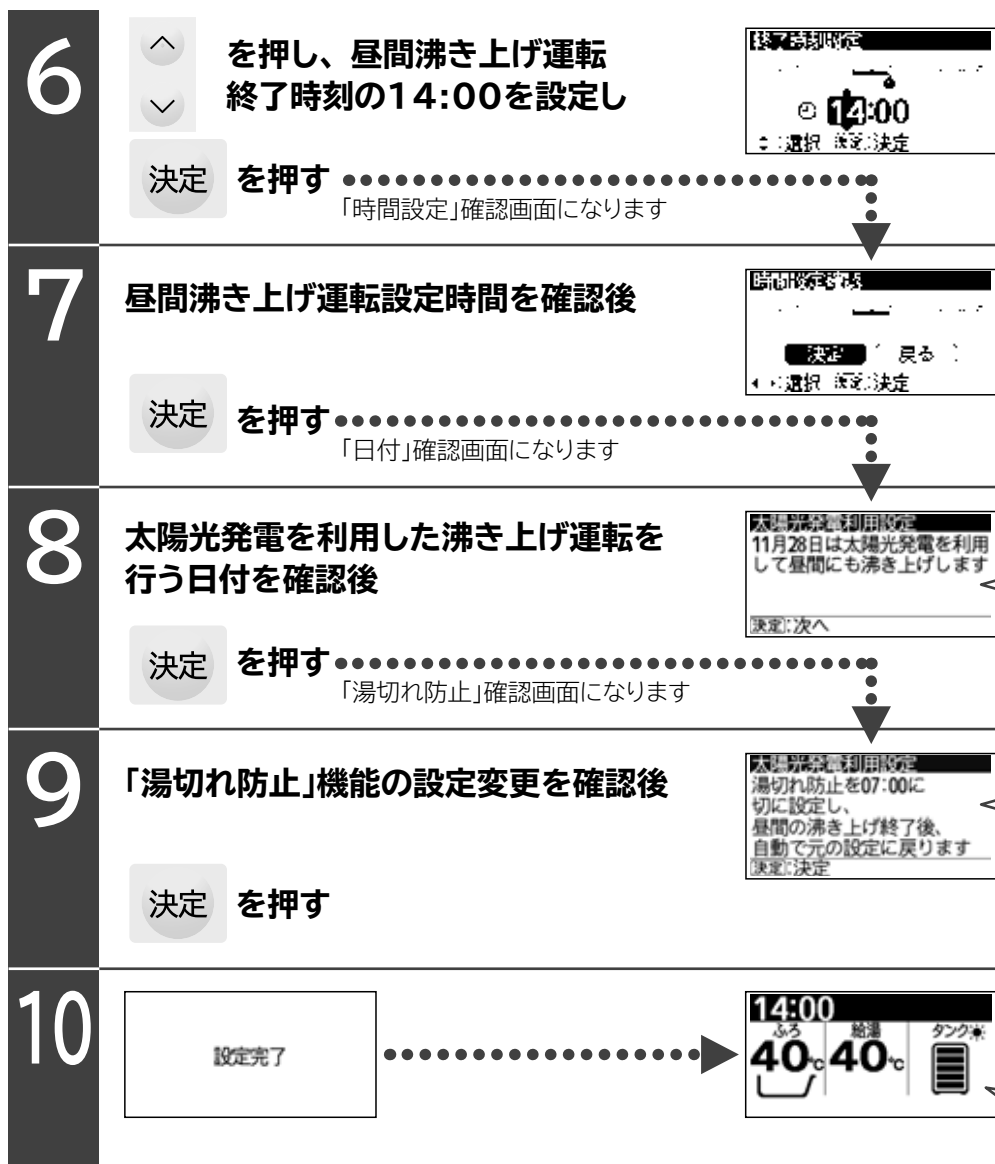 6
を押し、昼間沸き上げ運転
終了時刻の14:00を設定し
決定 を押す
「時間設定」確認画面になります
終了時刻設定
14:00
:選択 決定:決定
7
昼間沸き上げ運転設定時間を確認後
決定 を押す
「日付」確認画面になります
決定 戻る
:選択 決定:決定
8
太陽光発電を利用した沸き上げ運転を
行う日付を確認後
決定 を押す
「湯切れ防止」確認画面になります
太陽光発電利用設定
11月28日は太陽光発電を利用
して昼間にも沸き上げします
決定:次へ
9
「湯切れ防止」機能の設定変更を確認後
決定 を押す
太陽光発電利用設定
湯切れ防止を07:00に
切に設定し、
昼間の沸き上げ終了後、
自動で元の設定に戻ります
決定:決定
10
設定完了
14:00
ふろ 給湯 タンク
40℃ 40℃